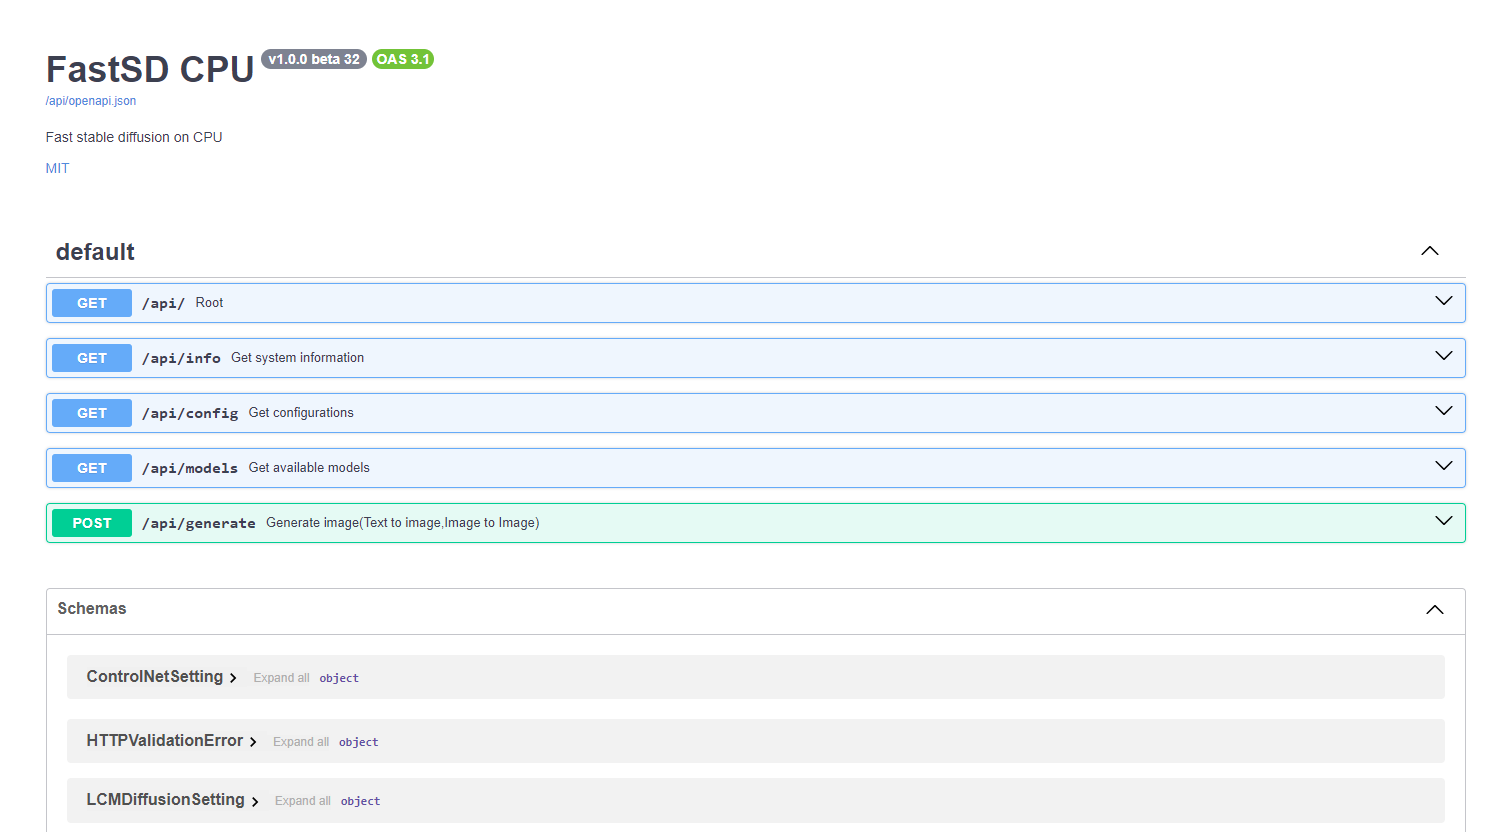 FastSD CPU v1.0.0 beta 32 OAS 3.1
/api/openapi.json
Fast stable diffusion on CPU
MIT
default
GET /api/ Root
GET /api/info Get system information
GET /api/config Get configurations
GET /api/models Get available models
POST /api/generate Generate image(Text to image,Image to Image)
Schemas
ControlNetSetting Expand all object
HTTPValidationError Expand all object
LCMDiffusionSetting Expand all object